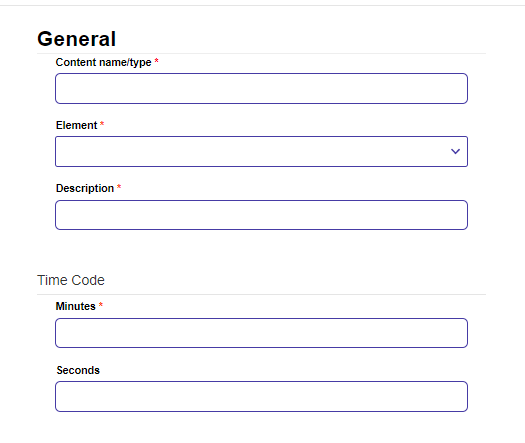 General
Content name/type *
Element *
Description *
Time Code
Minutes *
Seconds